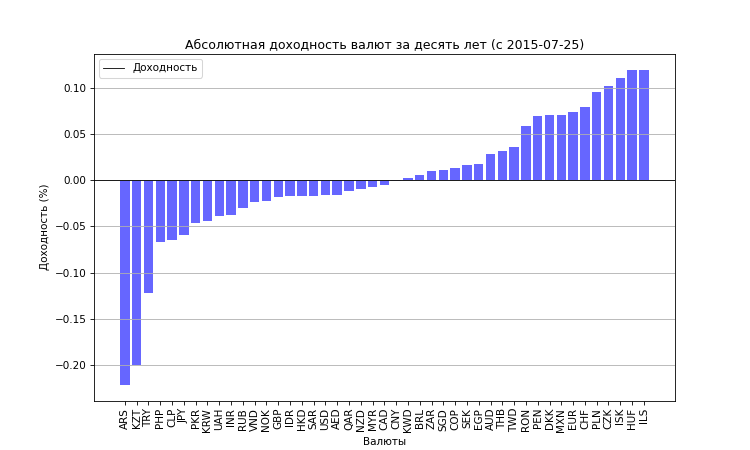 Абсолютная доходность валют за десять лет (с 2015-07-25)
Доходность
0.10
0.05
0.00
−0.05
−0.10
−0.15
−0.20
Доходность (%)
ARS KZT TRY PHP CLP JPY PKR KRW UAH INR RUB VND NOK GBP IDR HKD SAR USD AED QAR NZD MYR CAD CNY KWD BRL ZAR SGD COP SEK EGP AUD THB TWD RON PEN DKK MXN EUR CHF PLN CZK ISK HUF ILS
Валюты